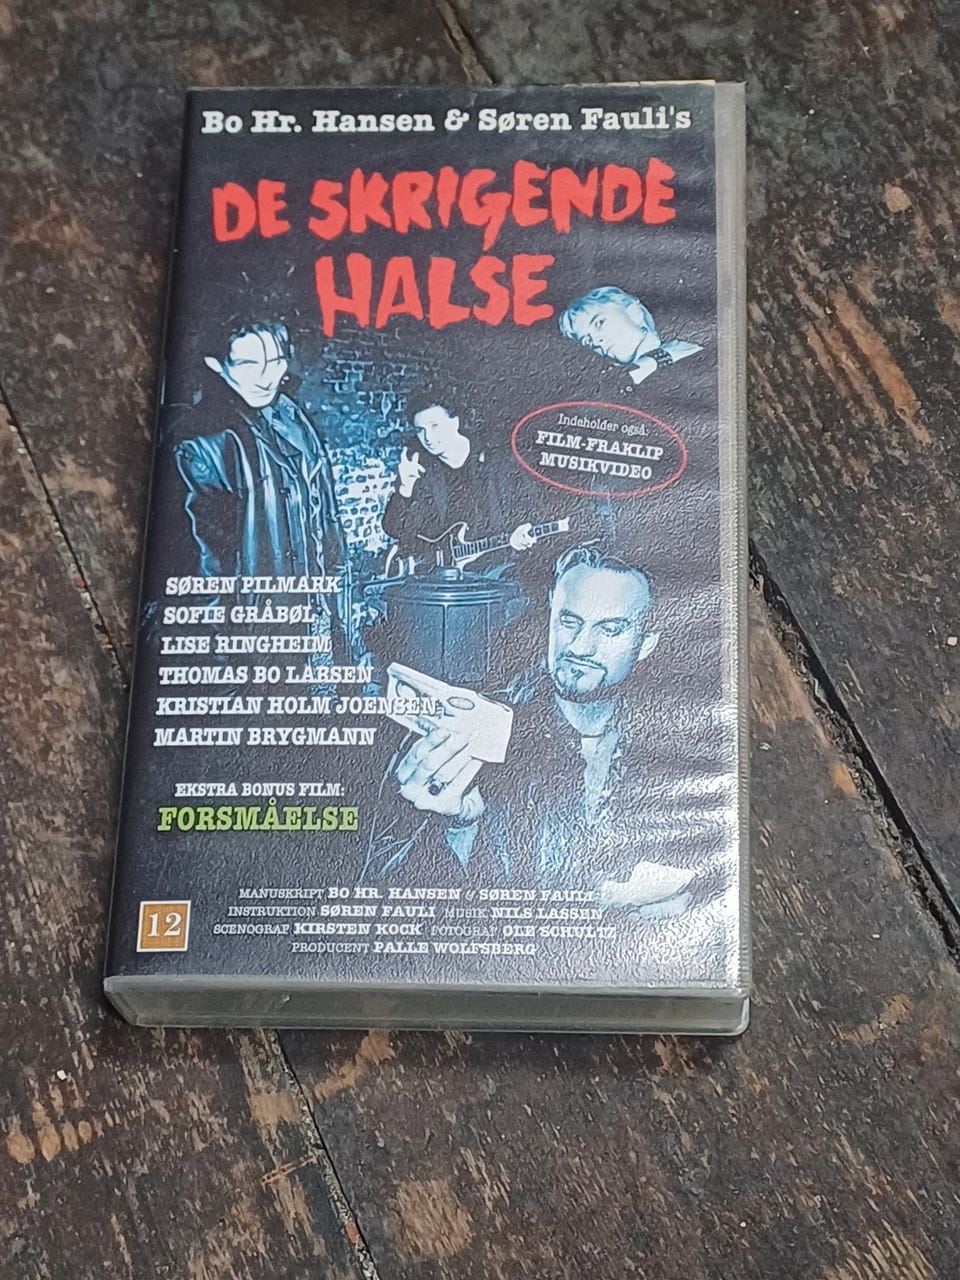 Bo Hr. Hansen & Søren Fauli's
DE SKRIGENDE
HALSE
Indeholder også:
FILM-FRAKLIP
MUSIKVIDEO
SØREN PILMARK
SOFIE GRÅBØL
LISE RINGHEIM
THOMAS BO LARSEN
KRISTIAN HOLM JOENSEN
MARTIN BRYGMANN
EKSTRA BONUS FILM:
FORSMÅELSE
MANUSKRIPT BO HR. HANSEN & SØREN FAULI
INSTRUKTION SØREN FAULI MUSIK NILS LASSEN
SCENOGRAF KIRSTEN KOCK FOTOGRAF OLE SCHULTZ
PRODUCENT PALLE WOLFSBERG
12